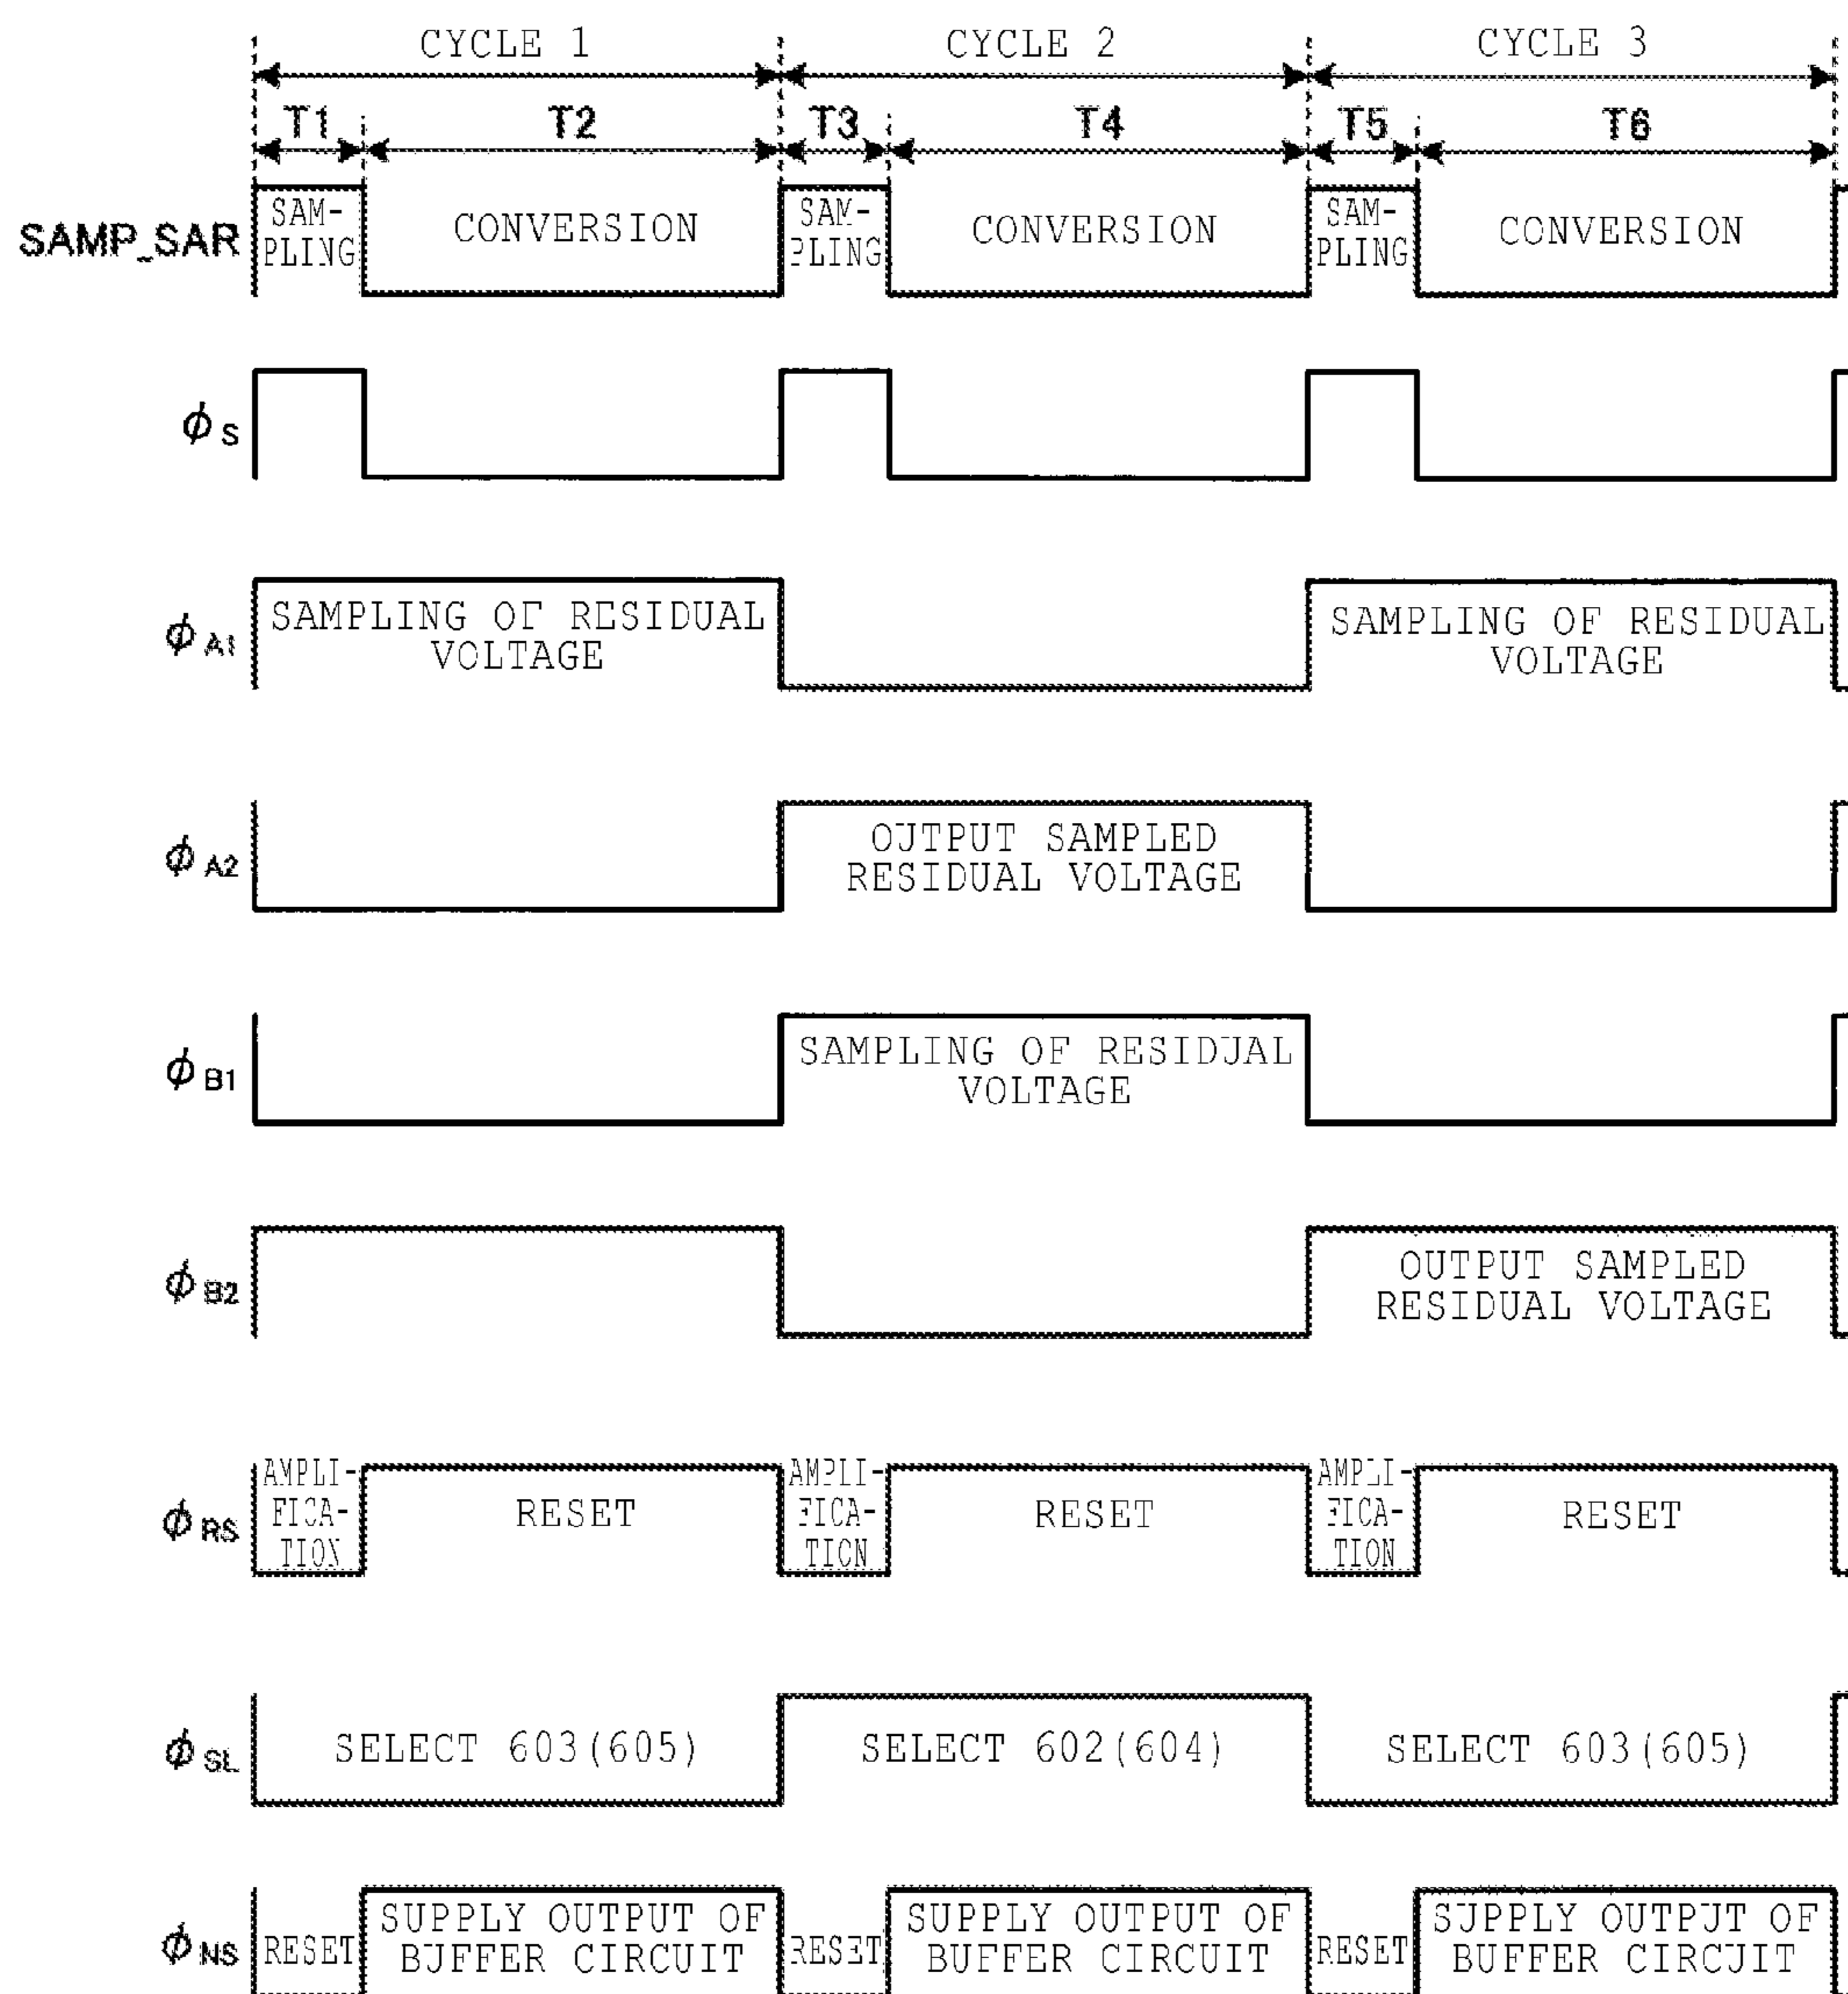 CYCLE 1 CYCLE 2 CYCLE 3
T1 T2 T3 T4 T5 T6
SAMP_SAR
SAM-
PLING
CONVERSION
SAM-
PLING
CONVERSION
SAM-
PLING
CONVERSION
ϕS
ϕA1
SAMPLING OF RESIDUAL
VOLTAGE
SAMPLING OF RESIDUAL
VOLTAGE
ϕA2
OUTPUT SAMPLED
RESIDUAL VOLTAGE
ϕB1
SAMPLING OF RESIDUAL
VOLTAGE
ϕB2
OUTPUT SAMPLED
RESIDUAL VOLTAGE
ϕRS
AMPLI-
FICA-
TION
RESET
AMPLI-
FICA-
TION
RESET
AMPLI-
FICA-
TION
RESET
ϕSL
SELECT 603(605)
SELECT 602(604)
SELECT 603(605)
ϕNS
RESET
SUPPLY OUTPUT OF
BUFFER CIRCUIT
RESET
SUPPLY OUTPUT OF
BUFFER CIRCUIT
RESET
SUPPLY OUTPUT OF
BUFFER CIRCUIT